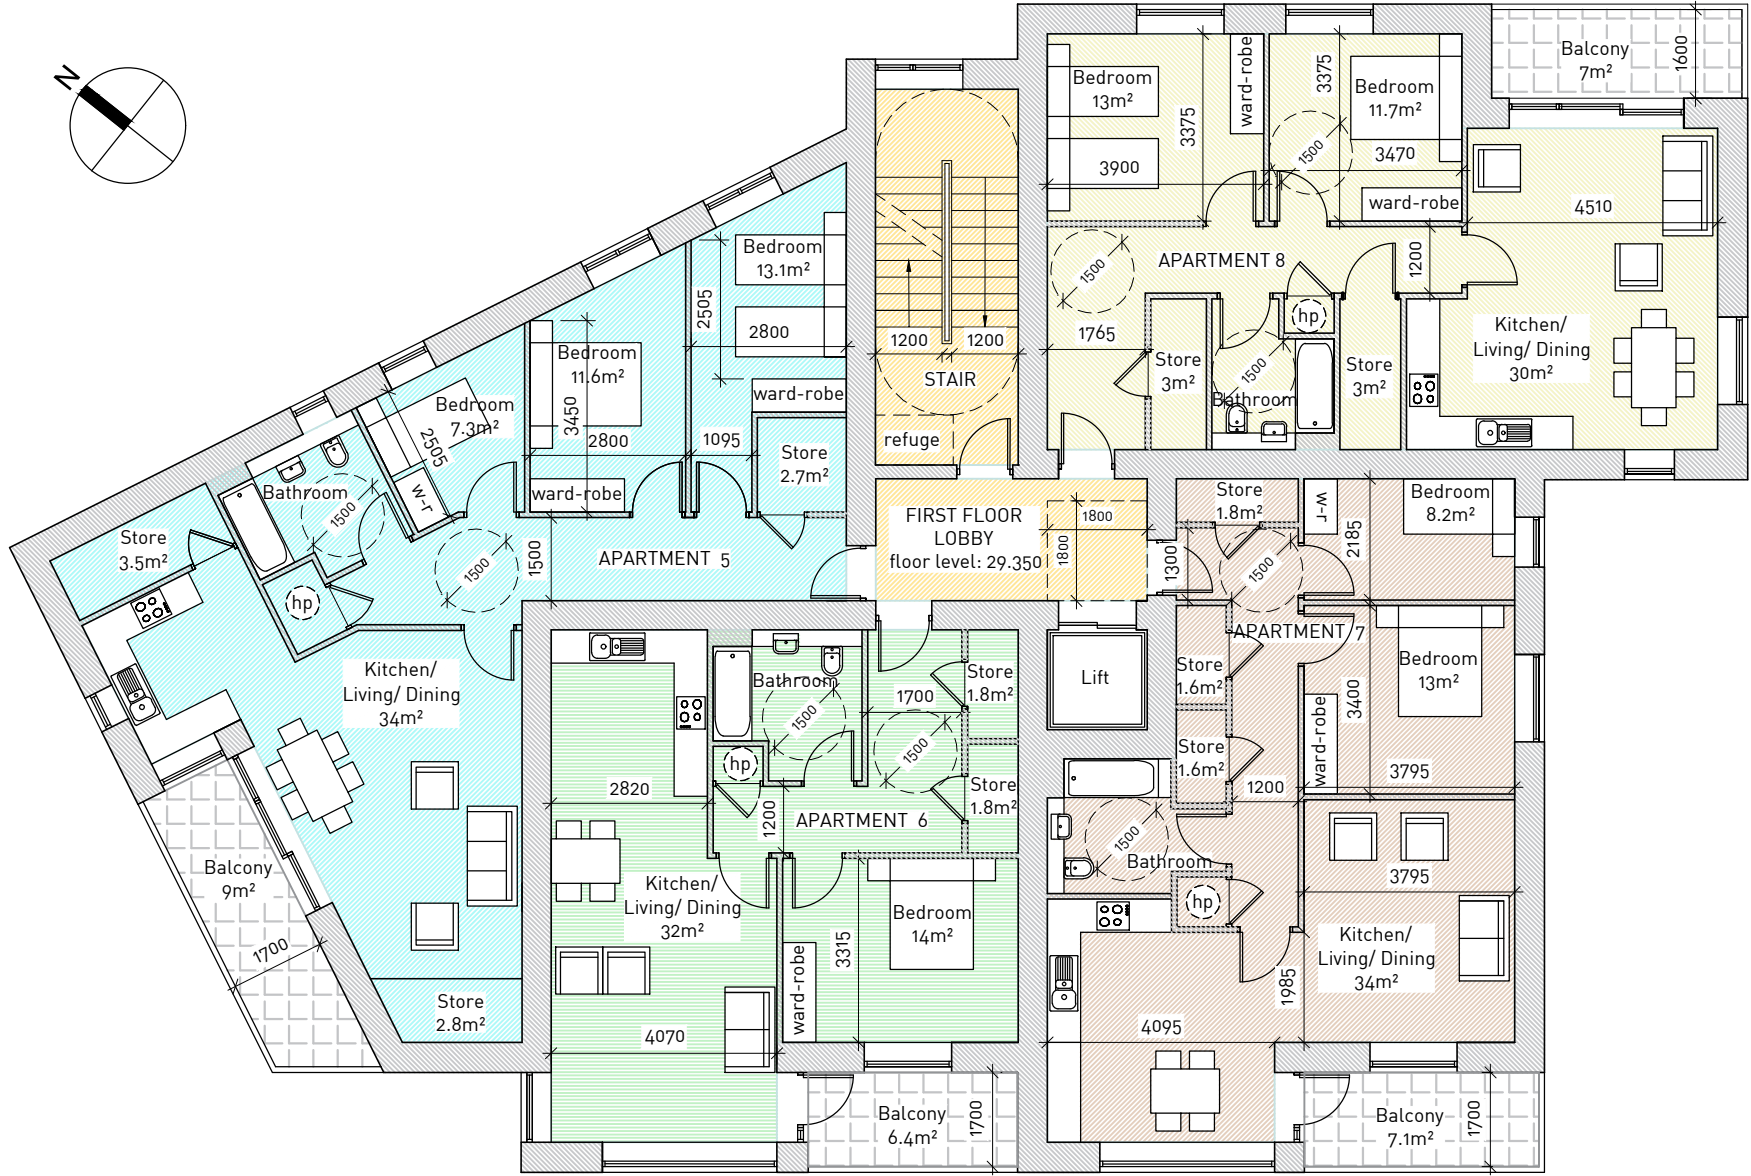 N
Balcony
7m²
1600
Bedroom
13m²
ward-robe
3375
3900
3375
Bedroom
11.7m²
1500
3470
ward-robe
4510
APARTMENT 8
1500
1200
1765
Store
3m²
hp
1500
Bathroom
Store
3m²
Kitchen/
Living/ Dining
30m²
1200
1200
STAIR
refuge
Bedroom
13.1m²
2505
2800
ward-robe
Bedroom
11.6m²
3450
2800
1095
Store
2.7m²
ward-robe
Bedroom
7.3m²
2505
w-r
Bathroom
1500
Store
3.5m²
hp
1500
1500
APARTMENT 5
FIRST FLOOR
LOBBY
floor level: 29.350
1800
1800
1300
Store
1.8m²
w-r
Bedroom
8.2m²
2185
1500
APARTMENT 7
Store
1.6m²
Store
1.6m²
Bedroom
13m²
3400
ward-robe
3795
1200
Lift
Kitchen/
Living/ Dining
34m²
Balcony
9m²
1700
Store
2.8m²
Bathroom
1500
hp
1700
Store
1.8m²
1500
Store
1.8m²
2820
1200
APARTMENT 6
Kitchen/
Living/ Dining
32m²
Bedroom
14m²
3315
ward-robe
4070
Balcony
6.4m²
1700
1500
Bathroom
hp
3795
Kitchen/
Living/ Dining
34m²
1985
4095
Balcony
7.1m²
1700